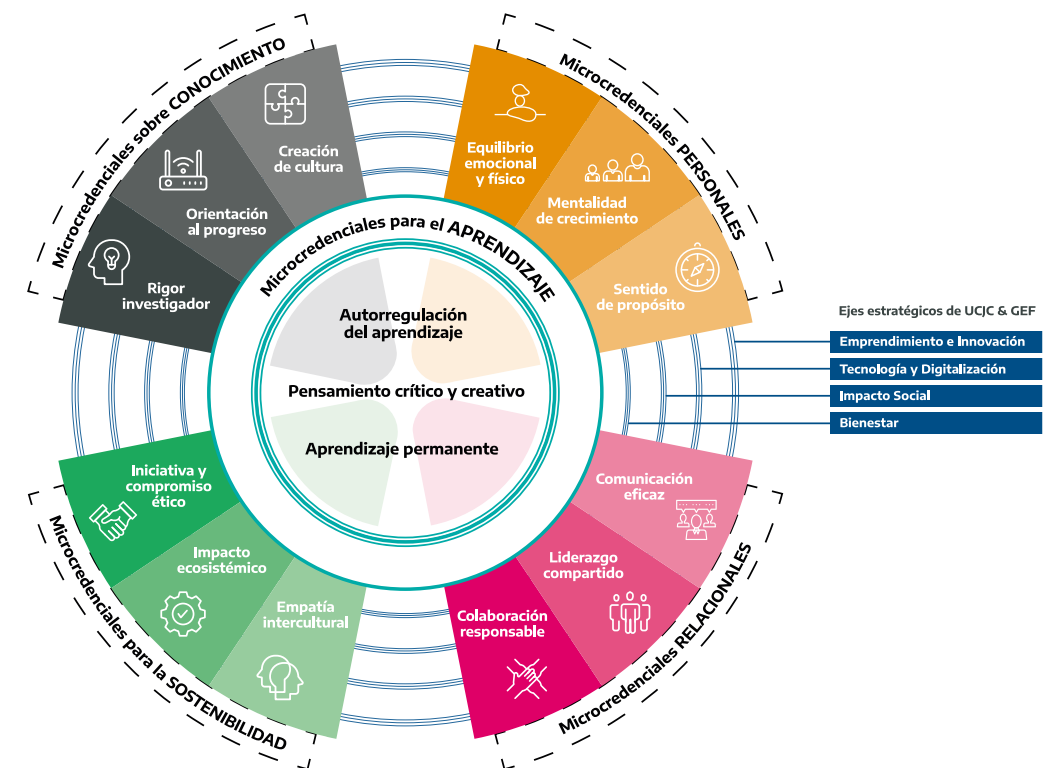 Microcredenciales sobre CONOCIMIENTO
Creación
de cultura
Orientación
al progreso
Rigor
investigador
Microcredenciales PERSONALES
Equilibrio
emocional
y físico
Mentalidad
de crecimiento
Sentido
de propósito
Microcredenciales para el APRENDIZAJE
Autorregulación
del aprendizaje
Pensamiento crítico y creativo
Aprendizaje permanente
Ejes estratégicos de UCJC & GEF
Emprendimiento e Innovación
Tecnología y Digitalización
Impacto Social
Bienestar
Iniciativa y
compromiso
ético
Impacto
ecosistémico
Empatía
intercultural
Microcredenciales para la SOSTENIBILIDAD
Comunicación
eficaz
Liderazgo
compartido
Colaboración
responsable
Microcredenciales RELACIONALES